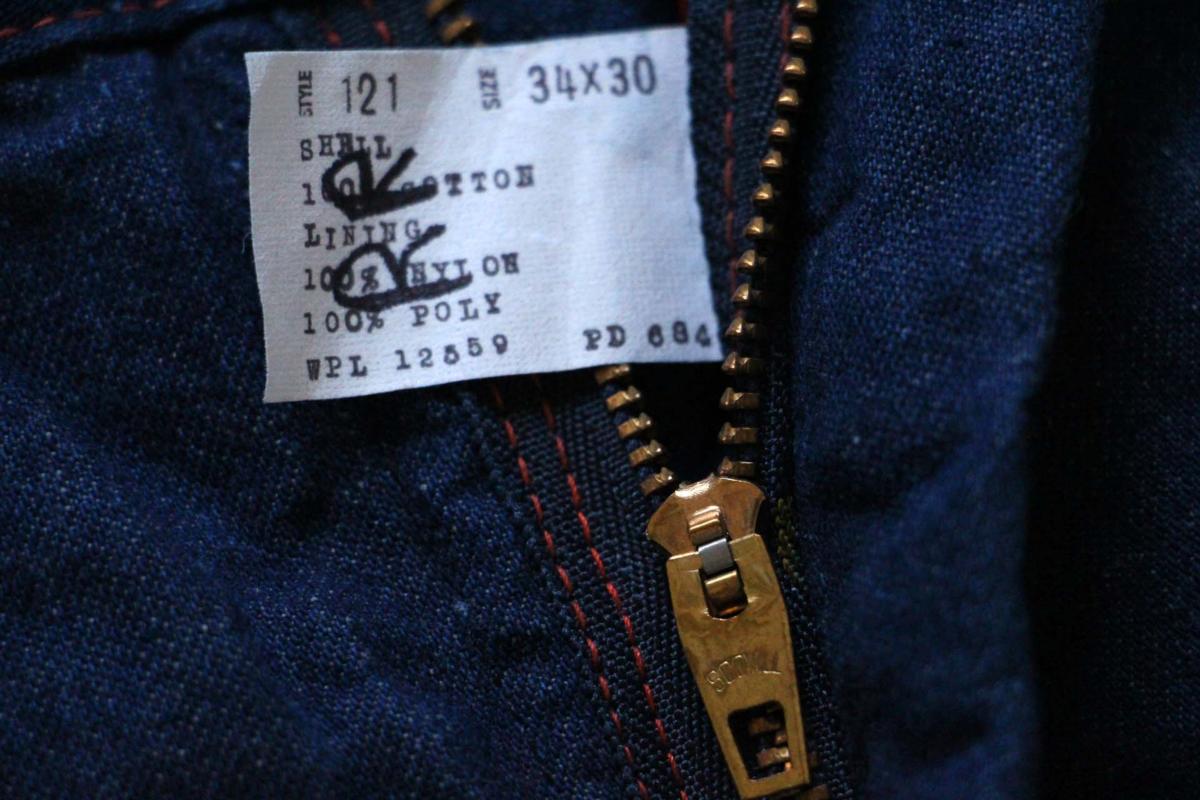 STYLE 121 SIZE 34X30
SHELL
100% COTTON
LINING
100% NYLON
100% POLY
WPL 12559 PD 684
SCOVILL